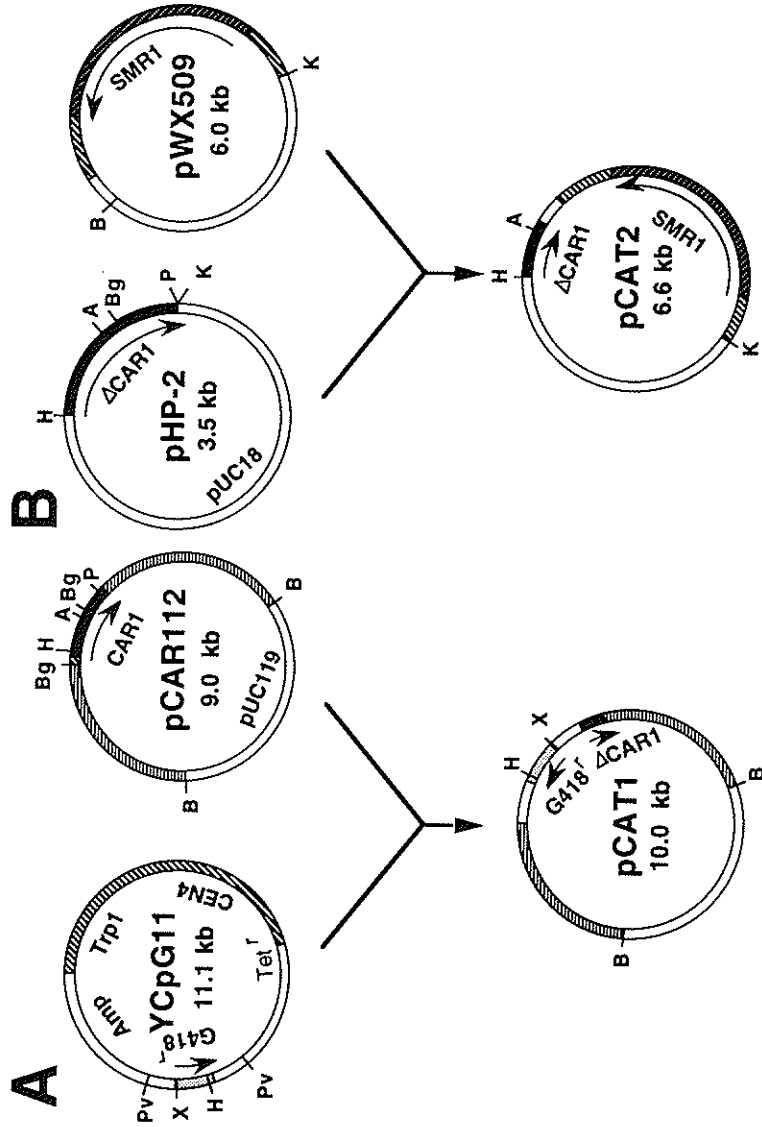 A
YCpG11
11.1 kb
Amp
Trp1
CEN4
Tet r
G418 r
Pv
X
H
Pv
pCAR112
9.0 kb
CAR1
pUC119
Bg
H
A
Bg
P
B
B
pCAT1
10.0 kb
G418 r
ΔCAR1
H
X
B
B
B
pHP-2
3.5 kb
ΔCAR1
pUC18
H
A
Bg
P
K
pWX509
6.0 kb
SMR1
B
K
pCAT2
6.6 kb
ΔCAR1
SMR1
H
A
K